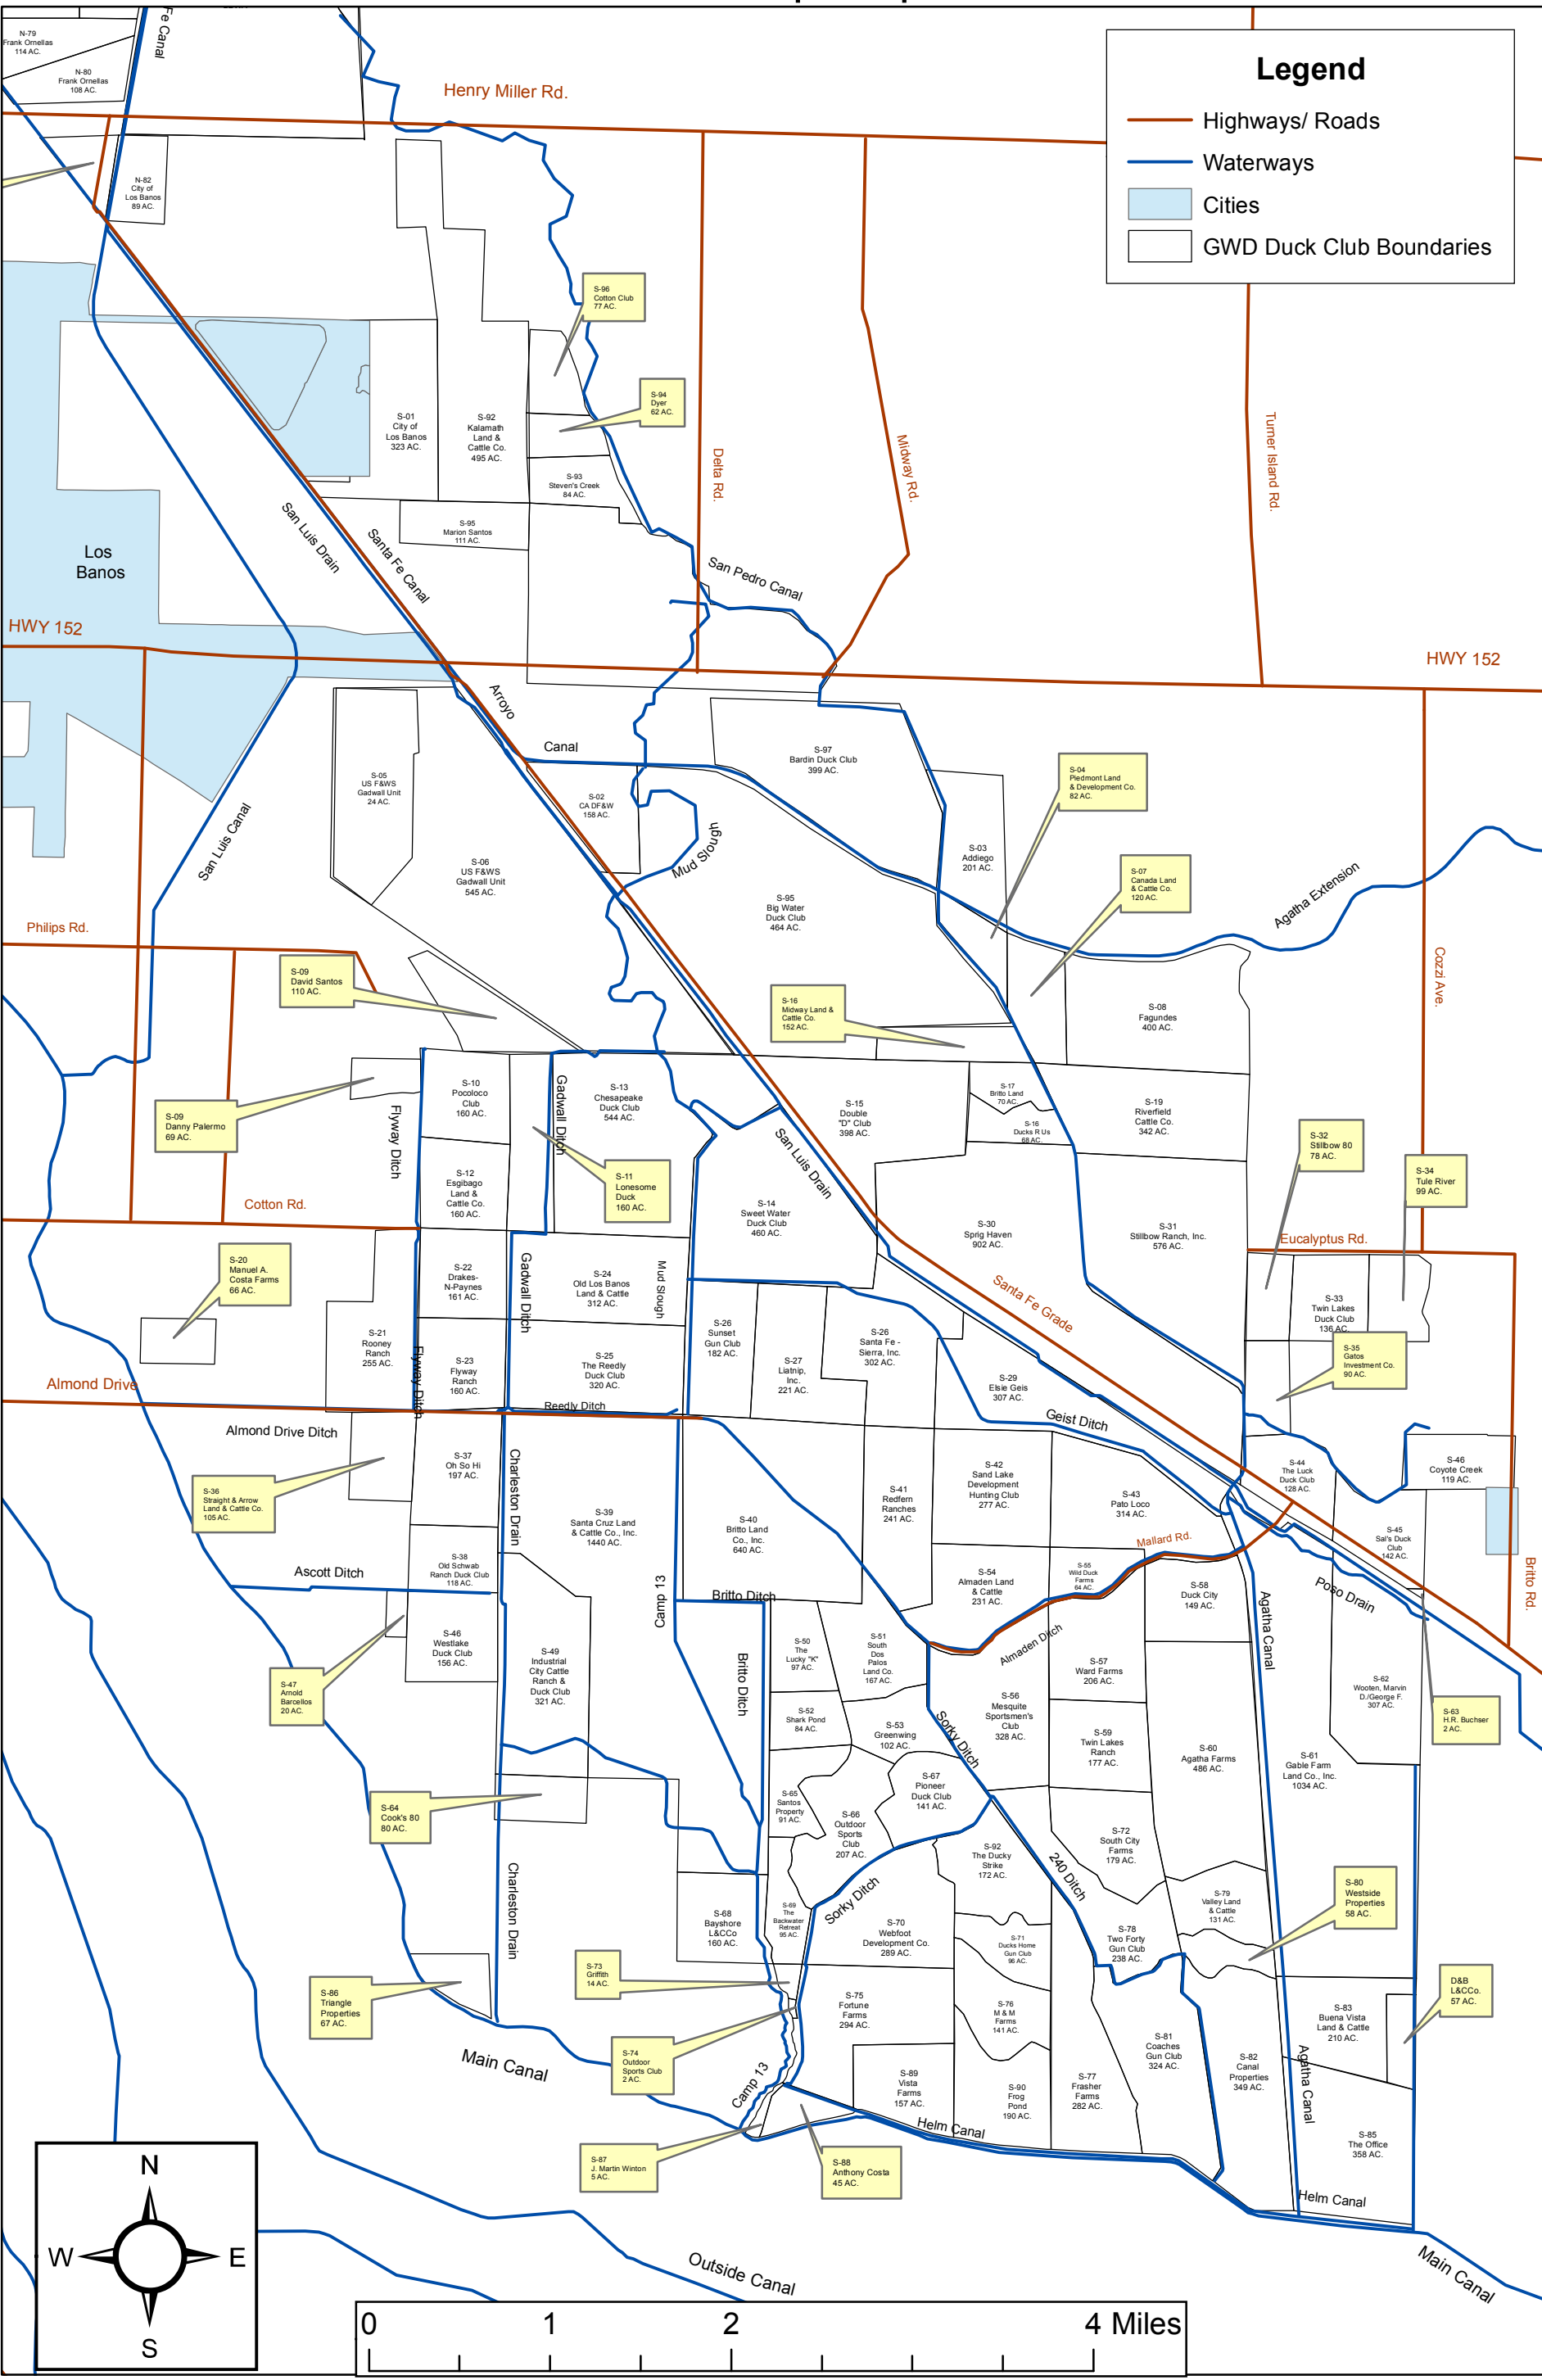 Fe Canal
N-79
Frank Ornellas
114 AC.
N-80
Frank Ornellas
108 AC.
Henry Miller Rd.
Legend
Highways/ Roads
Waterways
Cities
GWD Duck Club Boundaries
N-82
City of
Los Banos
89 AC.
S-96
Cotton Club
77 AC.
S-94
Dyer
62 AC.
S-01
City of
Los Banos
323 AC.
S-92
Kalamath
Land &
Cattle Co.
495 AC.
S-93
Steven's Creek
84 AC.
S-95
Marion Santos
111 AC.
Delta Rd.
Midway Rd.
Turner Island Rd.
San Luis Drain
Santa Fe Canal
San Pedro Canal
Los
Banos
HWY 152
HWY 152
Arroyo
Canal
S-05
US F&WS
Gadwall Unit
24 AC.
S-02
CA DF&W
158 AC.
S-97
Bardin Duck Club
399 AC.
S-04
Piedmont Land
& Development Co.
82 AC.
San Luis Canal
S-06
US F&WS
Gadwall Unit
545 AC.
Mud Slough
S-03
Addiego
201 AC.
S-07
Canada Land
& Cattle Co.
120 AC.
Agatha Extension
S-95
Big Water
Duck Club
464 AC.
Philips Rd.
Cozzi Ave.
S-09
David Santos
110 AC.
S-16
Midway Land &
Cattle Co.
152 AC.
S-08
Fagundes
400 AC.
S-09
Danny Palermo
69 AC.
Flyway Ditch
S-10
Pocoloco
Club
160 AC.
Gadwall Ditch
S-13
Chesapeake
Duck Club
544 AC.
S-15
Double
"D" Club
398 AC.
S-17
Britto Land
70 AC.
S-16
Ducks R Us
68 AC.
S-19
Riverfield
Cattle Co.
342 AC.
San Luis Drain
S-32
Stillbow 80
78 AC.
S-34
Tule River
99 AC.
S-12
Esgibago
Land &
Cattle Co.
160 AC.
S-11
Lonesome
Duck
160 AC.
Cotton Rd.
S-14
Sweet Water
Duck Club
460 AC.
S-30
Sprig Haven
902 AC.
S-31
Stillbow Ranch, Inc.
576 AC.
Eucalyptus Rd.
S-20
Manuel A.
Costa Farms
66 AC.
S-22
Drakes-
N-Paynes
161 AC.
Gadwall Ditch
S-24
Old Los Banos
Land & Cattle
312 AC.
Mud Slough
Santa Fe Grade
S-33
Twin Lakes
Duck Club
136 AC.
S-21
Rooney
Ranch
255 AC.
Flyway Ditch
S-23
Flyway
Ranch
160 AC.
S-25
The Reedly
Duck Club
320 AC.
S-26
Sunset
Gun Club
182 AC.
S-27
Liatnip,
Inc.
221 AC.
S-26
Santa Fe -
Sierra, Inc.
302 AC.
S-29
Elsie Geis
307 AC.
S-35
Gatos
Investment Co.
90 AC.
Almond Drive
Reedly Ditch
Geist Ditch
Almond Drive Ditch
S-37
Oh So Hi
197 AC.
Charleston Drain
S-36
Straight & Arrow
Land & Cattle Co.
105 AC.
S-39
Santa Cruz Land
& Cattle Co., Inc.
1440 AC.
S-40
Britto Land
Co., Inc.
640 AC.
S-41
Redfern
Ranches
241 AC.
S-42
Sand Lake
Development
Hunting Club
277 AC.
S-43
Pato Loco
314 AC.
S-44
The Luck
Duck Club
128 AC.
S-46
Coyote Creek
119 AC.
S-45
Sal's Duck
Club
142 AC.
Mallard Rd.
Ascott Ditch
S-38
Old Schwab
Ranch Duck Club
118 AC.
Camp 13
Britto Ditch
S-54
Almaden Land
& Cattle
231 AC.
S-55
Wild Duck
Farms
64 AC.
S-58
Duck City
149 AC.
Poso Drain
Britto Rd.
Agatha Canal
S-46
Westlake
Duck Club
156 AC.
S-49
Industrial
City Cattle
Ranch &
Duck Club
321 AC.
S-47
Arnold
Barcellos
20 AC.
Britto Ditch
S-50
The
Lucky "K"
97 AC.
S-51
South
Dos
Palos
Land Co.
167 AC.
Almaden Ditch
S-57
Ward Farms
206 AC.
S-62
Wooten, Marvin
D./George F.
307 AC.
S-63
H.R. Buchser
2 AC.
S-52
Shark Pond
84 AC.
S-53
Greenwing
102 AC.
Sorky Ditch
S-56
Mesquite
Sportsmen's
Club
328 AC.
S-59
Twin Lakes
Ranch
177 AC.
S-60
Agatha Farms
486 AC.
S-61
Gable Farm
Land Co., Inc.
1034 AC.
S-64
Cook's 80
80 AC.
S-65
Santos
Property
91 AC.
S-66
Outdoor
Sports
Club
207 AC.
S-67
Pioneer
Duck Club
141 AC.
S-92
The Ducky
Strike
172 AC.
240 Ditch
S-72
South City
Farms
179 AC.
S-79
Valley Land
& Cattle
131 AC.
S-80
Westside
Properties
58 AC.
Charleston Drain
S-68
Bayshore
L&CCo
160 AC.
S-69
The
Backwater
Retreat
95 AC.
Sorky Ditch
S-70
Webfoot
Development Co.
289 AC.
S-71
Ducks Home
Gun Club
96 AC.
S-78
Two Forty
Gun Club
238 AC.
S-86
Triangle
Properties
67 AC.
S-73
Griffith
14 AC.
S-75
Fortune
Farms
294 AC.
S-76
M & M
Farms
141 AC.
S-83
Buena Vista
Land & Cattle
210 AC.
D&B
L&CCo.
57 AC.
Main Canal
S-74
Outdoor
Sports Club
2 AC.
Camp 13
S-89
Vista
Farms
157 AC.
S-90
Frog
Pond
190 AC.
S-77
Frasher
Farms
282 AC.
S-81
Coaches
Gun Club
324 AC.
S-82
Canal
Properties
349 AC.
Agatha Canal
S-87
J. Martin Winton
5 AC.
S-88
Anthony Costa
45 AC.
Helm Canal
S-85
The Office
358 AC.
Helm Canal
Main Canal
Outside Canal
N
W
E
S
0
1
2
4 Miles